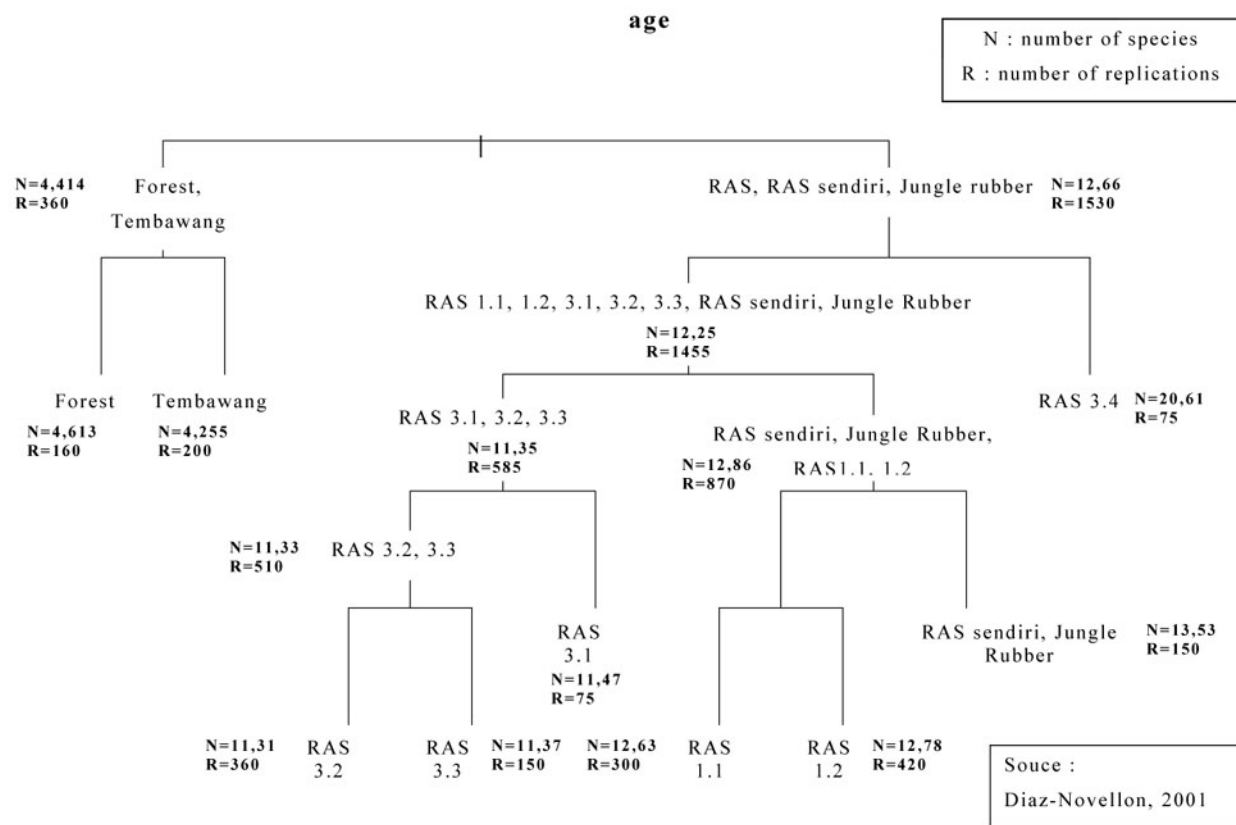 age
N : number of species
R : number of replications
N=4,414
R=360
Forest,
Tembawang
RAS, RAS sendiri, Jungle rubber
N=12,66
R=1530
RAS 1.1, 1.2, 3.1, 3.2, 3.3, RAS sendiri, Jungle Rubber
N=12,25
R=1455
Forest
N=4,613
R=160
Tembawang
N=4,255
R=200
RAS 3.1, 3.2, 3.3
N=11,35
R=585
RAS sendiri, Jungle Rubber,
RAS1.1. 1.2
N=12,86
R=870
RAS 3.4
N=20,61
R=75
N=11,33
R=510
RAS 3.2, 3.3
RAS
3.1
N=11,47
R=75
RAS sendiri, Jungle
Rubber
N=13,53
R=150
N=11,31
R=360
RAS
3.2
RAS
3.3
N=11,37
R=150
N=12,63
R=300
RAS
1.1
RAS
1.2
N=12,78
R=420
Souce :
Diaz-Novellon, 2001